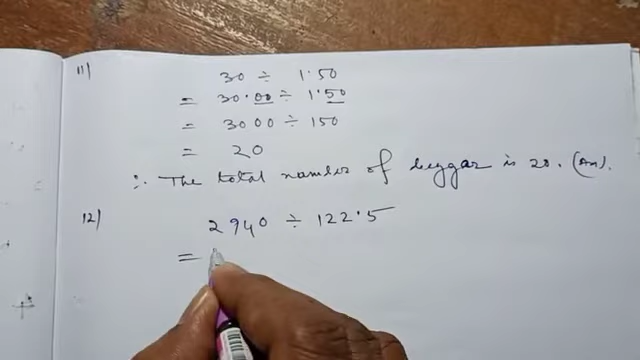 11) 30 ÷ 1.50
= 30.00 ÷ 1.50
= 3000 ÷ 150
= 20
∴ The total number of beggar is 20. (An).
12) 2940 ÷ 122.5
=